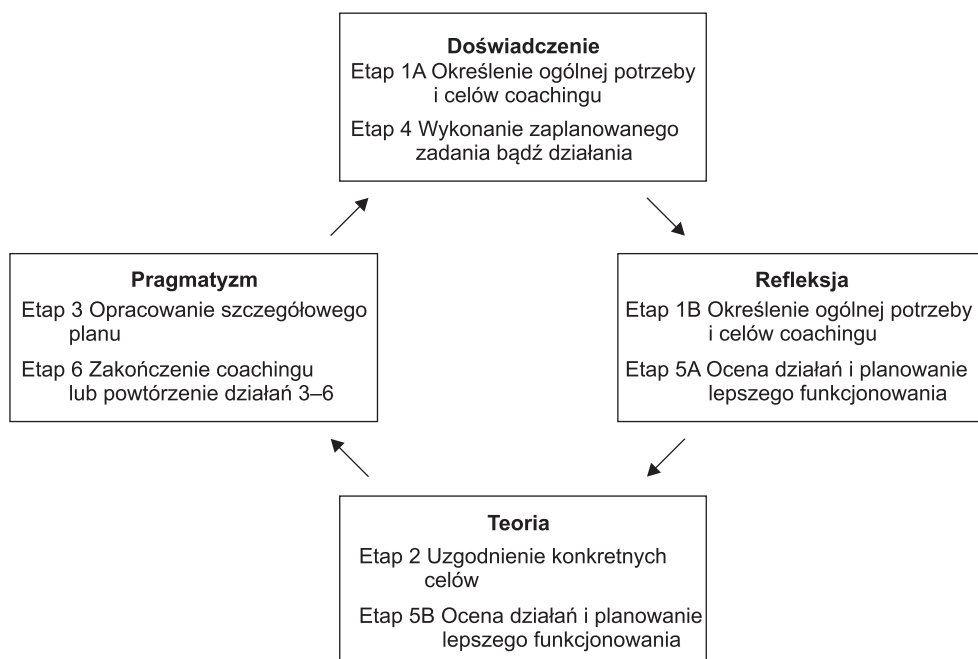 Doświadczenie
Etap 1A Określenie ogólnej potrzeby
i celów coachingu
Etap 4 Wykonanie zaplanowanego
zadania bądź działania
Pragmatyzm
Etap 3 Opracowanie szczegółowego
planu
Etap 6 Zakończenie coachingu
lub powtórzenie działań 3–6
Refleksja
Etap 1B Określenie ogólnej potrzeby
i celów coachingu
Etap 5A Ocena działań i planowanie
lepszego funkcjonowania
Teoria
Etap 2 Uzgodnienie konkretnych
celów
Etap 5B Ocena działań i planowanie
lepszego funkcjonowania